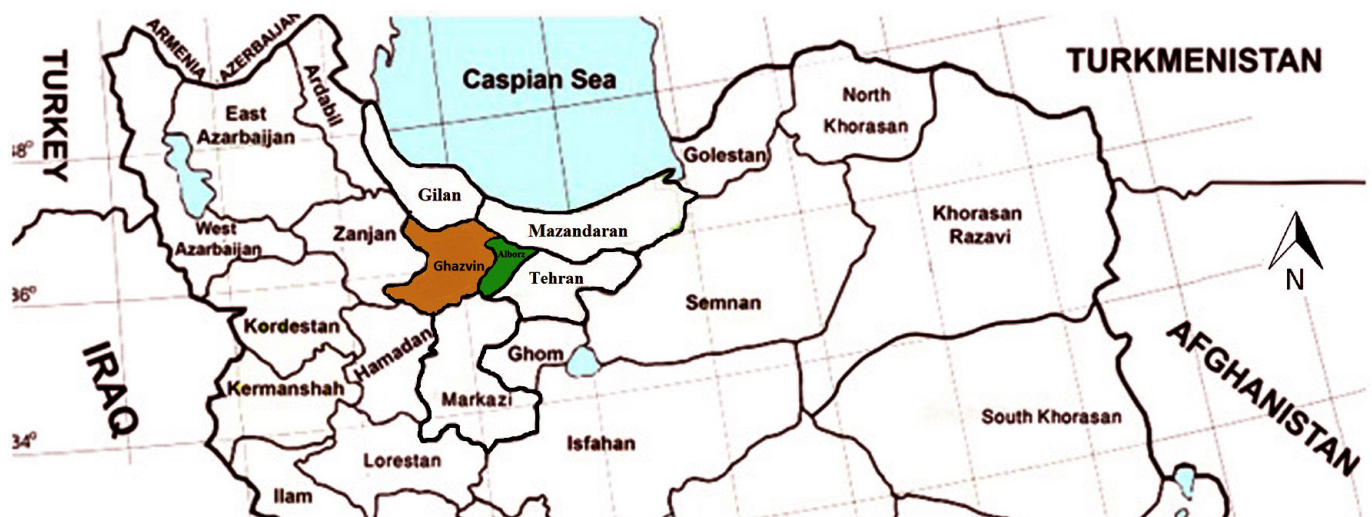 ARMENIA
AZERBAIJAN
TURKEY
Ardabil
Caspian Sea
TURKMENISTAN
East
Azarbaijan
North
Khorasan
Golestan
Gilan
West
Azarbaijan
Zanjan
Mazandaran
Khorasan
Razavi
Ghazvin
Alborz
Tehran
N
36°
Semnan
Kordestan
Hamadan
Ghom
IRAQ
AFGHANISTAN
Kermanshah
Markazi
South Khorasan
34°
Isfahan
Lorestan
Ilam